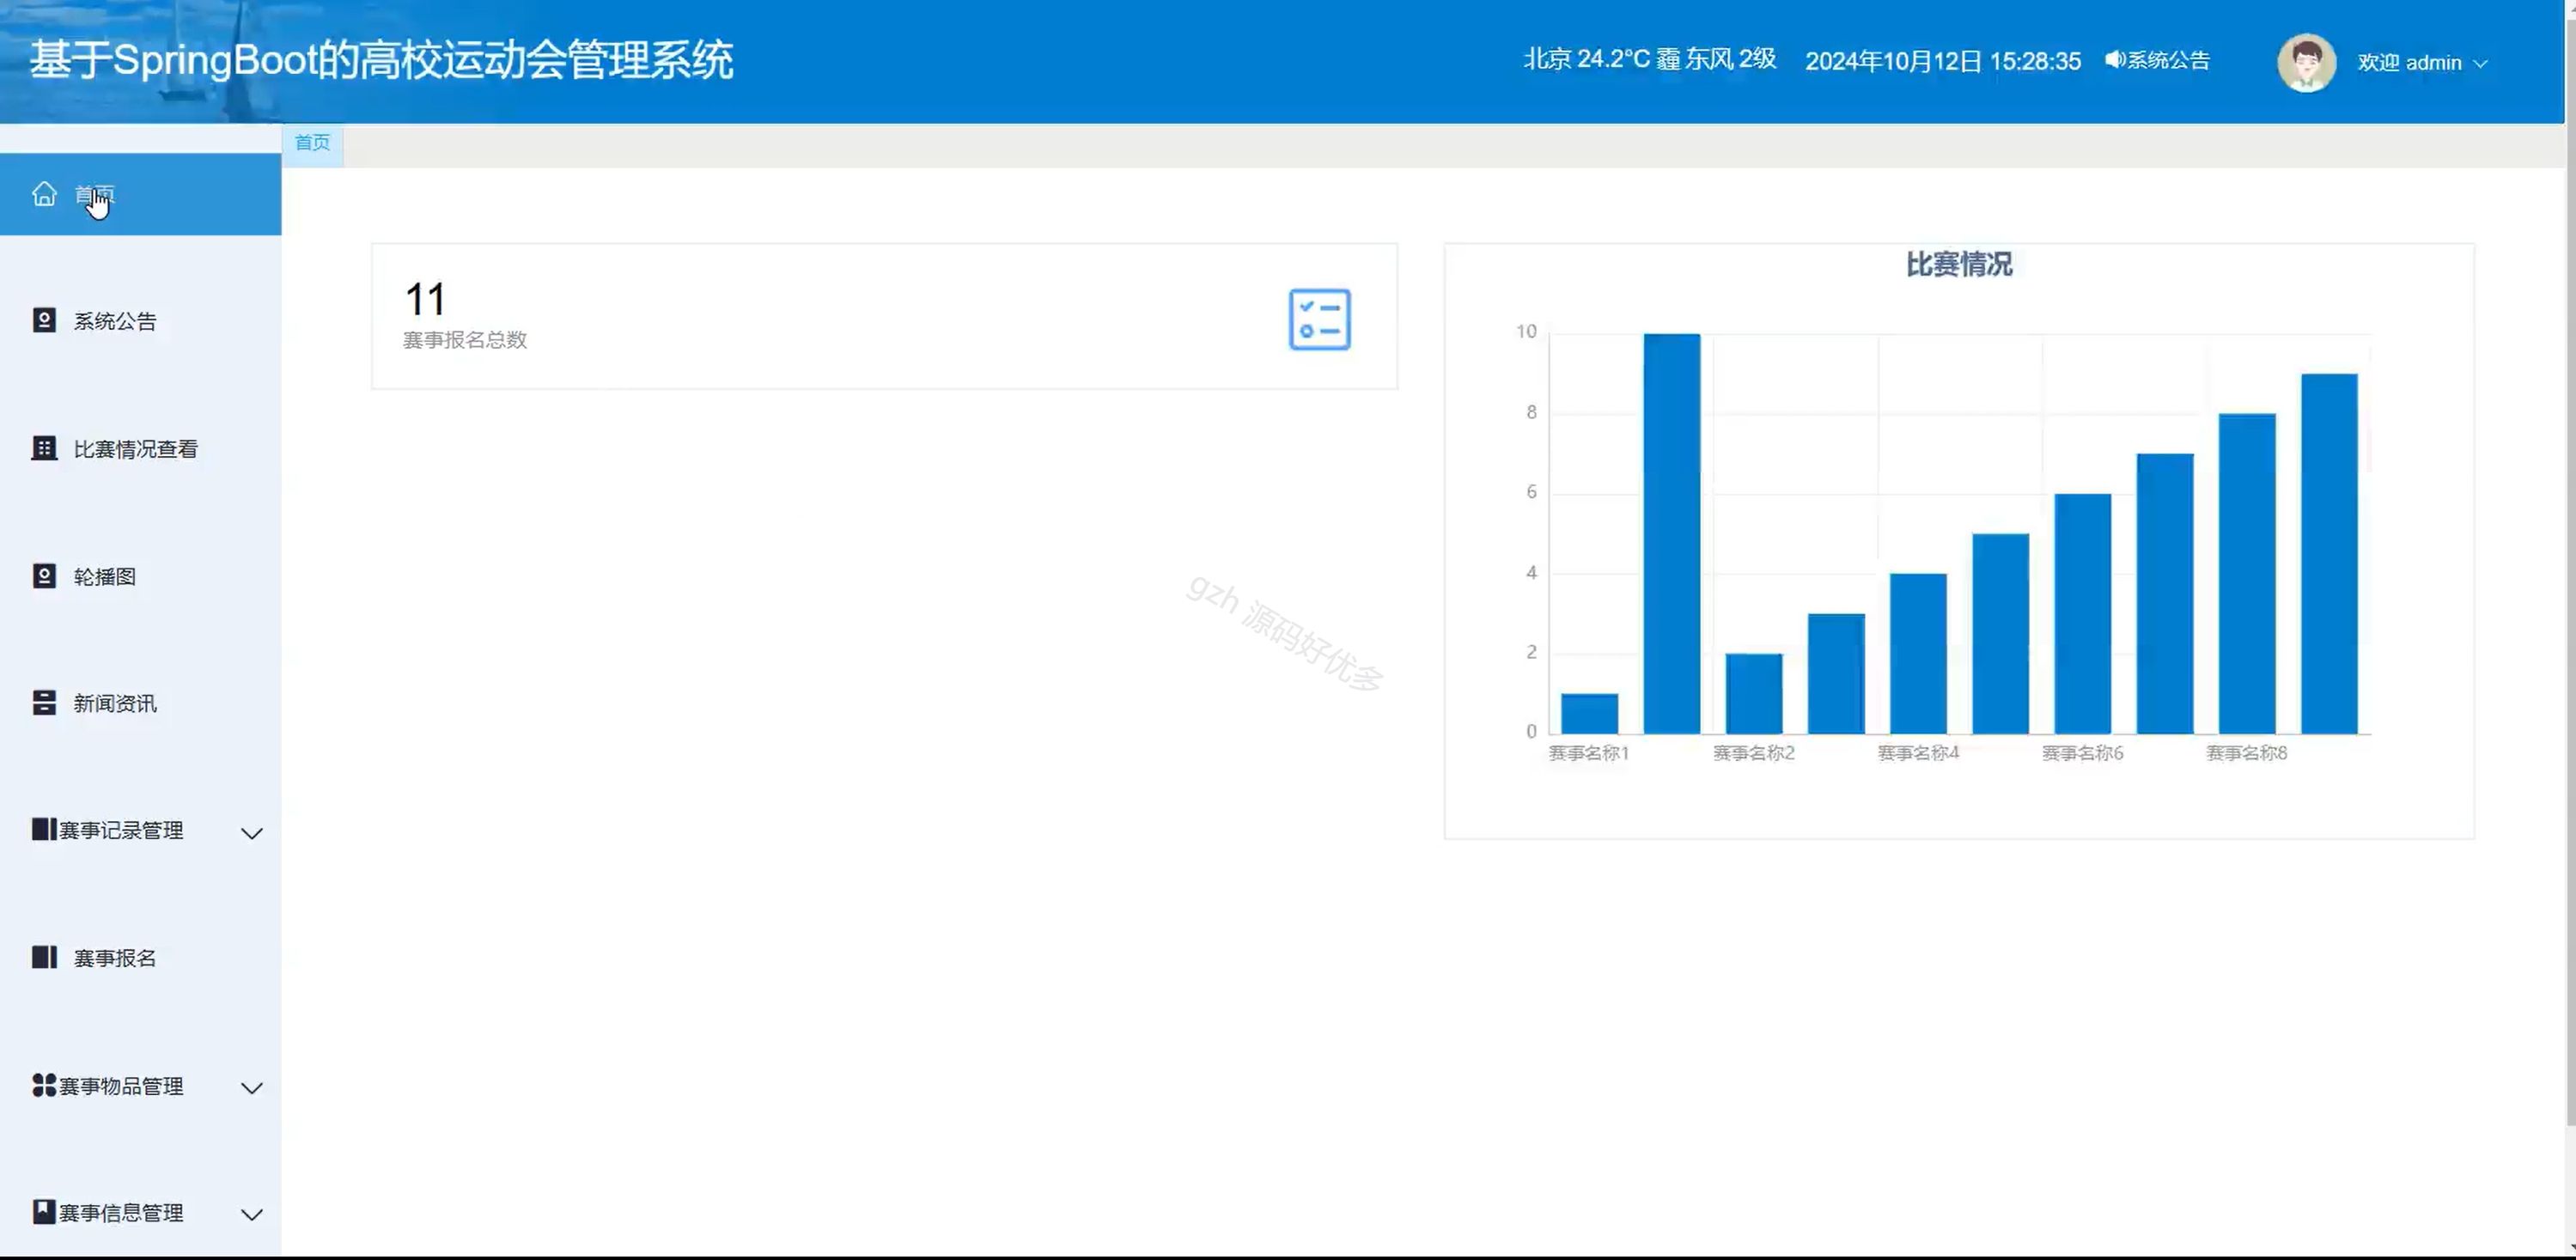 基于SpringBoot的高校运动会管理系统
北京 24.2°C 霾 东风 2级
2024年10月12日 15:28:35
系统公告
欢迎 admin
首页
首页
系统公告
比赛情况查看
轮播图
新闻资讯
赛事记录管理
赛事报名
赛事物品管理
赛事信息管理
11
赛事报名总数
比赛情况
10
8
6
4
2
0
赛事名称1
赛事名称2
赛事名称4
赛事名称6
赛事名称8
gzh 源码好优多